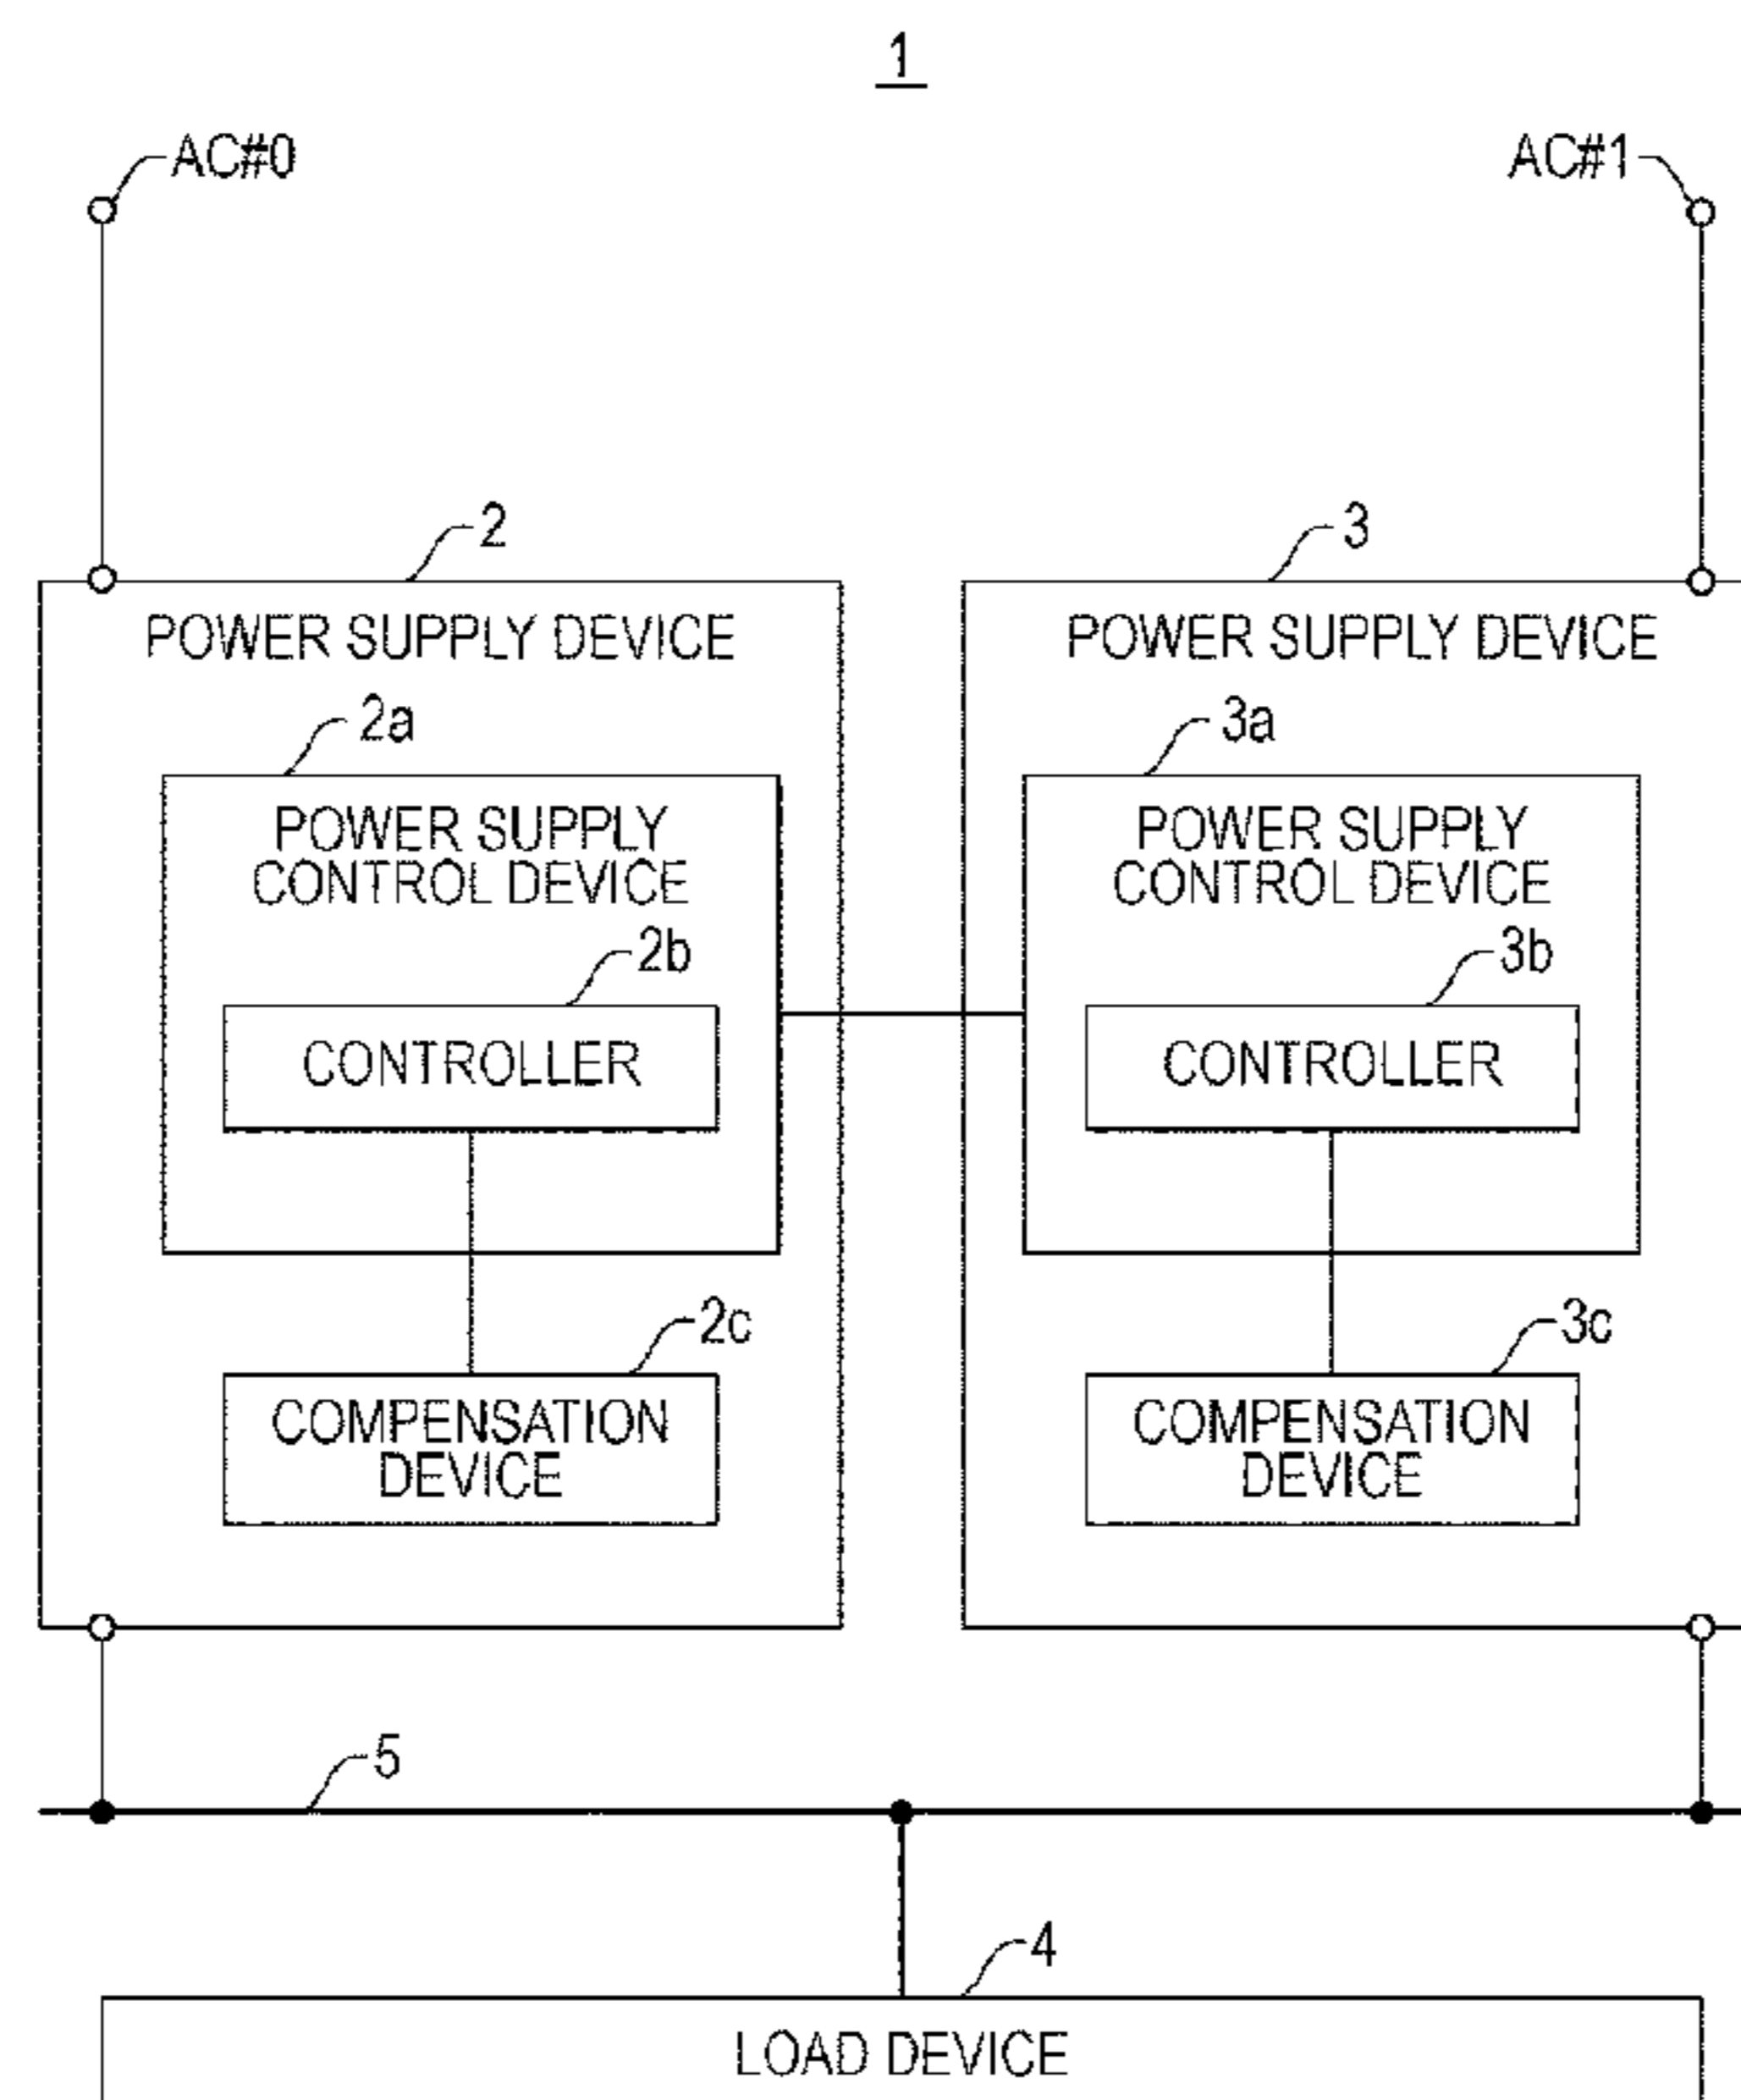 1
AC#0
AC#1
2
3
POWER SUPPLY DEVICE
POWER SUPPLY DEVICE
2a
3a
POWER SUPPLY
CONTROL DEVICE
POWER SUPPLY
CONTROL DEVICE
2b
3b
CONTROLLER
CONTROLLER
2c
3c
COMPENSATION
DEVICE
COMPENSATION
DEVICE
5
4
LOAD DEVICE